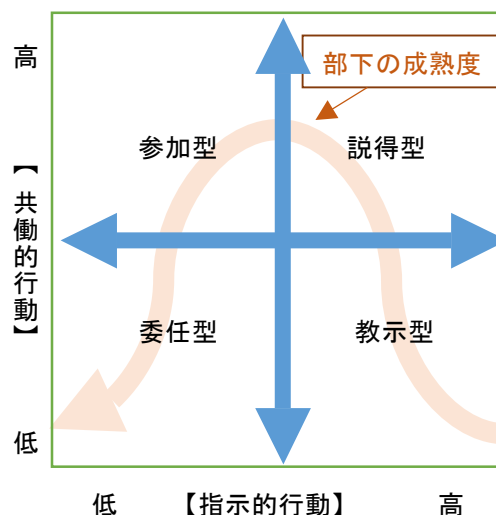 高
部下の成熟度
参加型
説得型
【共働的行動】
委任型
教示型
低
低
【指示的行動】
高